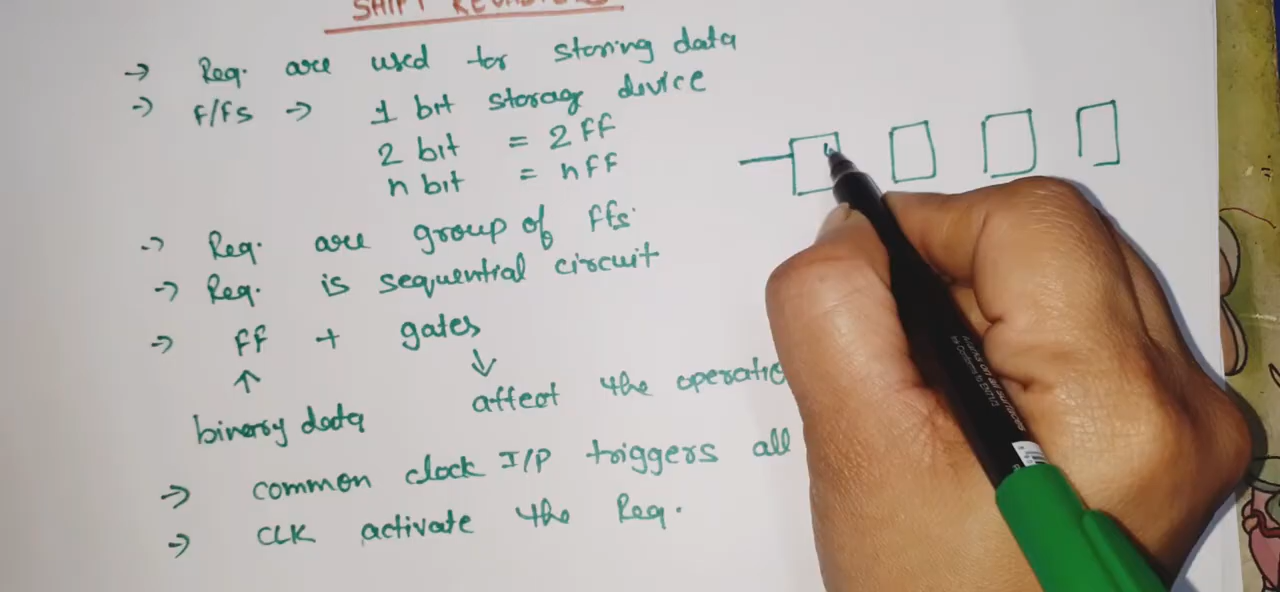 SHIFT REGISTERS
→ Reg. are used for storing data
→ F/Fs → 1 bit storage device
2 bit = 2 FF
n bit = n FF
→ Reg. are group of FFs.
→ Reg. is sequential circuit
→ FF + gates
↑ ↓
binary data affect the operatio
→ common clock I/P triggers all
→ CLK activate the Reg.